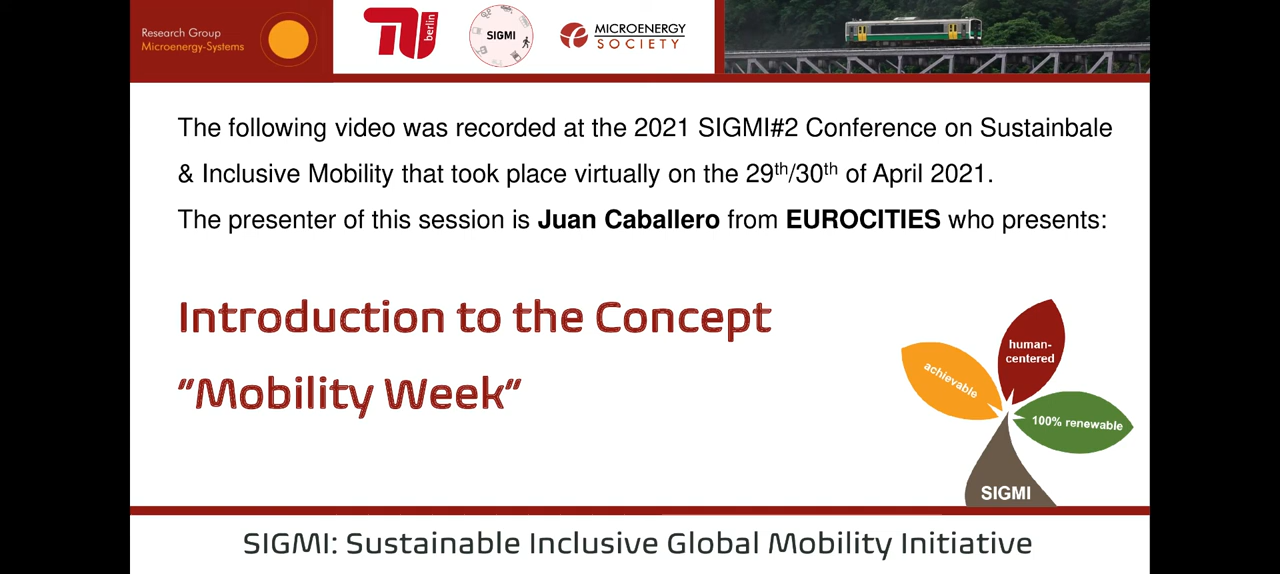 Research Group
Microenergy-Systems
berlin
SIGMI
MICROENERGY
SOCIETY
The following video was recorded at the 2021 SIGMI#2 Conference on Sustainbale
& Inclusive Mobility that took place virtually on the 29th/30th of April 2021.
The presenter of this session is Juan Caballero from EUROCITIES who presents:
Introduction to the Concept
"Mobility Week"
human-
centered
achievable
100% renewable
SIGMI
SIGMI: Sustainable Inclusive Global Mobility Initiative